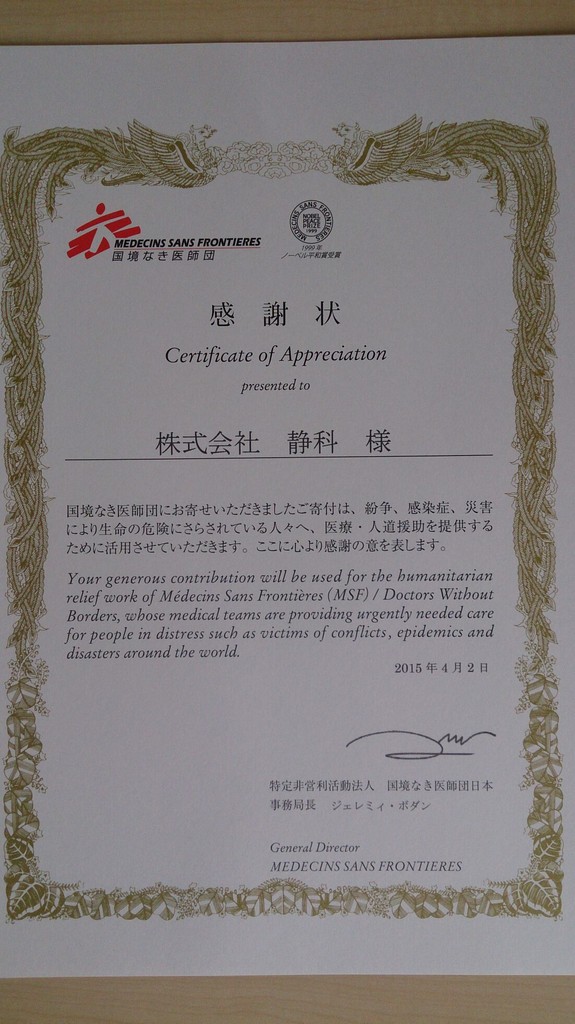 MEDECINS SANS FRONTIERES
国境なき医師団
MEDECINS SANS FRONTIERES
NOBEL
PEACE
PRIZE
1999
1999 年
ノーベル平和賞受賞
感謝状
Certificate of Appreciation
presented to
株式会社　静科　様
国境なき医師団にお寄せいただきましたご寄付は、紛争、感染症、災害
により生命の危険にさらされている人々へ、医療・人道援助を提供する
ために活用させていただきます。ここに心より感謝の意を表します。
Your generous contribution will be used for the humanitarian
relief work of Médecins Sans Frontières (MSF) / Doctors Without
Borders, whose medical teams are providing urgently needed care
for people in distress such as victims of conflicts, epidemics and
disasters around the world.
2015 年 4 月 2 日
特定非営利活動法人　国境なき医師団日本
事務局長　ジェレミィ・ボダン
General Director
MEDECINS SANS FRONTIERES